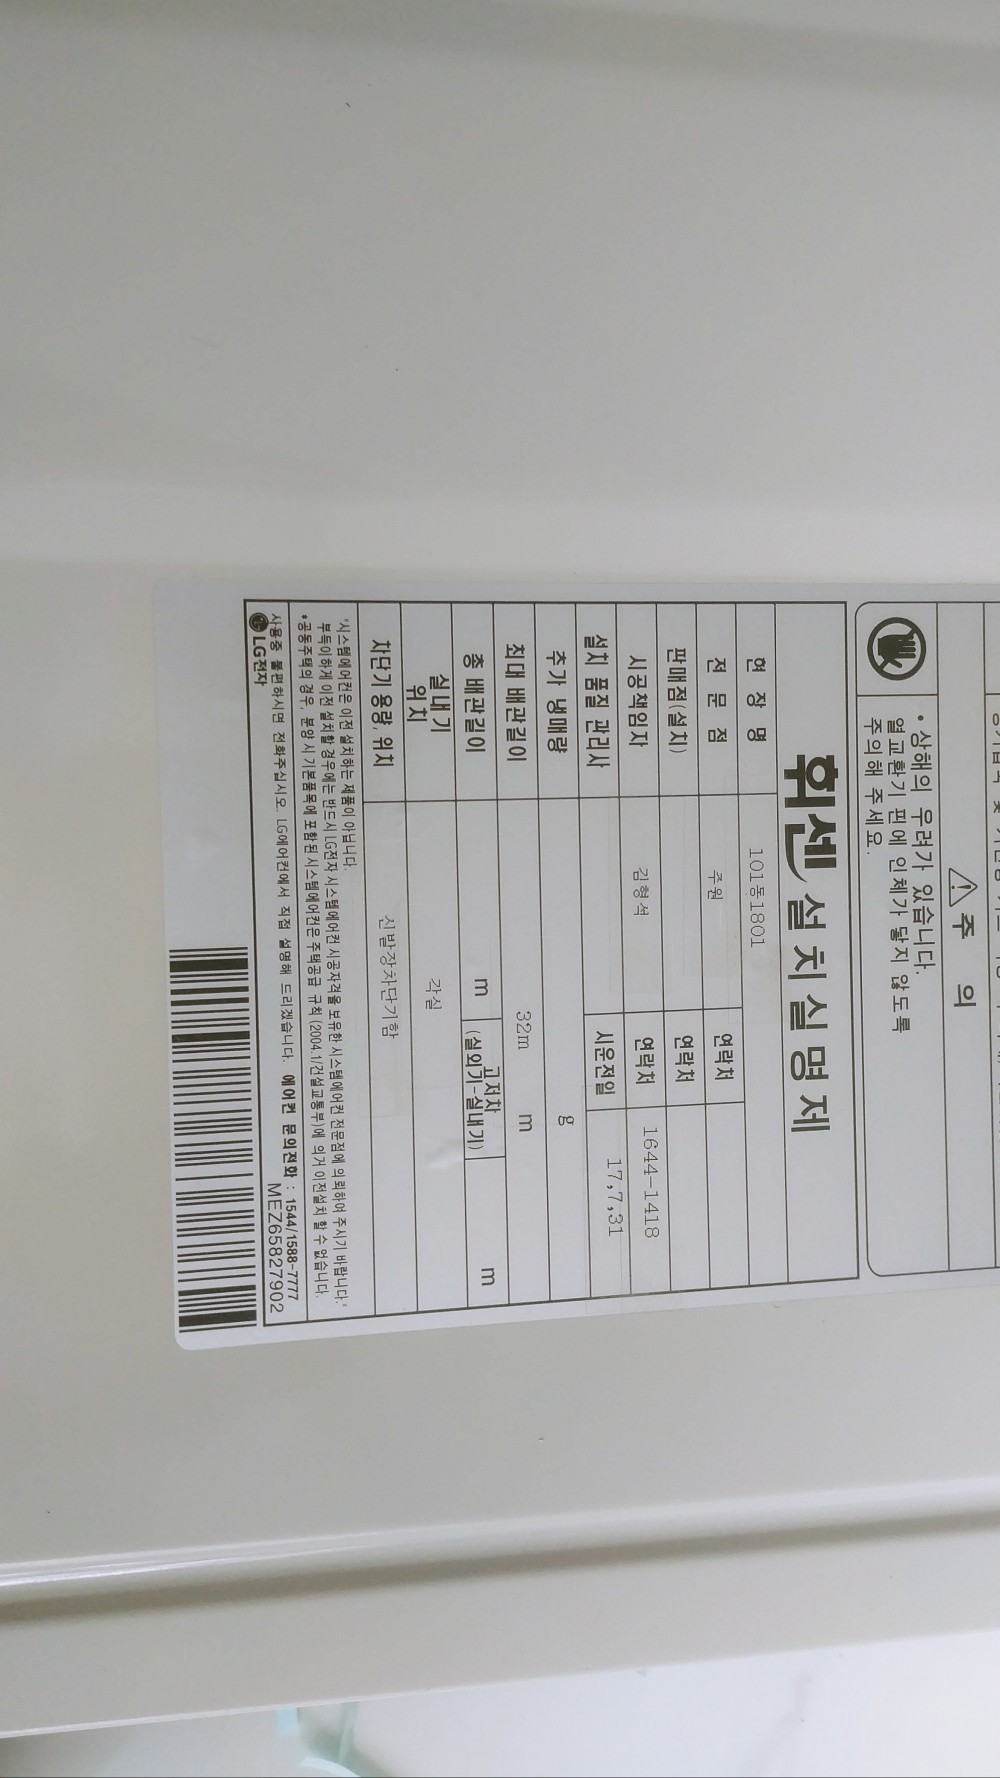 주 의
• 상해의 우려가 있습니다.
열교환기 핀에 인체가 닿지 않도록
주의해 주세요.
휘센 설치실명제
현 장 명 101동1801
전 문 점 주원 연락처
판매점(설치) 연락처
시공책임자 김형석 연락처 1644-1418
설치 품질 관리사 시운전일 17,7,31
추가 냉매량 g
최대 배관길이 32m m
총 배관길이 m 고저차 (실외기-실내기) m
실내기 위치 각실
차단기 용량, 위치 신발장차단기함
"시스템에어컨은 이전 설치하는 제품이 아닙니다.
부득이하게 이전 설치할 경우에는 반드시 LG전자 시스템에어컨 시공자격을 보유한 시스템에어컨 전문점에 의뢰하여 주시기 바랍니다."
*공동주택의 경우, 분양 시 기본품목에 포함된 시스템에어컨은 주택공급 규칙 (2004.1/건설교통부)에 의거 이전설치 할 수 없습니다.
사용중 불편하시면 전화주십시오. LG에어컨에서 직접 설명해 드리겠습니다. 에어컨 문의전화 : 1544/1588-7777
LG전자 MEZ65827902